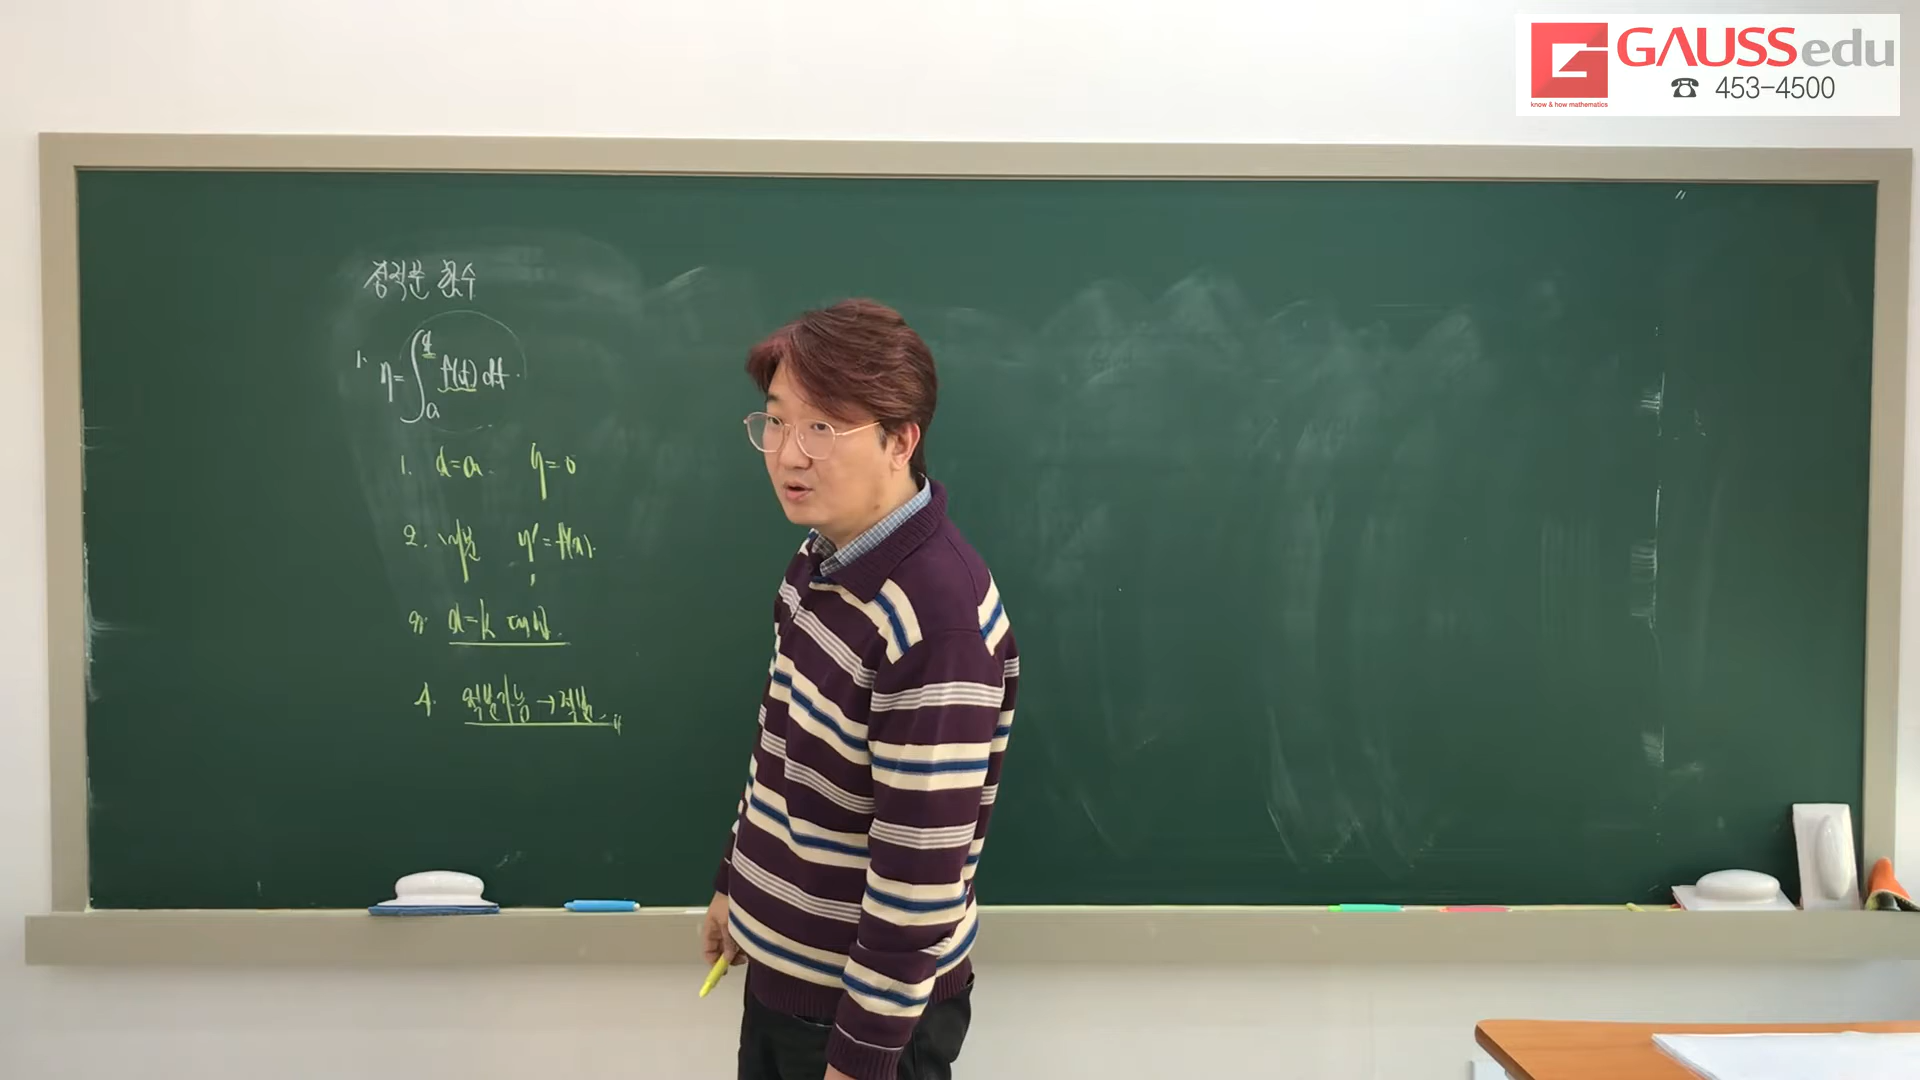 GAUSSedu
☎ 453-4500
know & how mathematics
정적분 함수
1. y=∫ₐˣ f(t) dt.
1. x=a. y=0
2. 미분 y'=f(x).
3. x=k 대입.
4. 적분가능 → 적분.